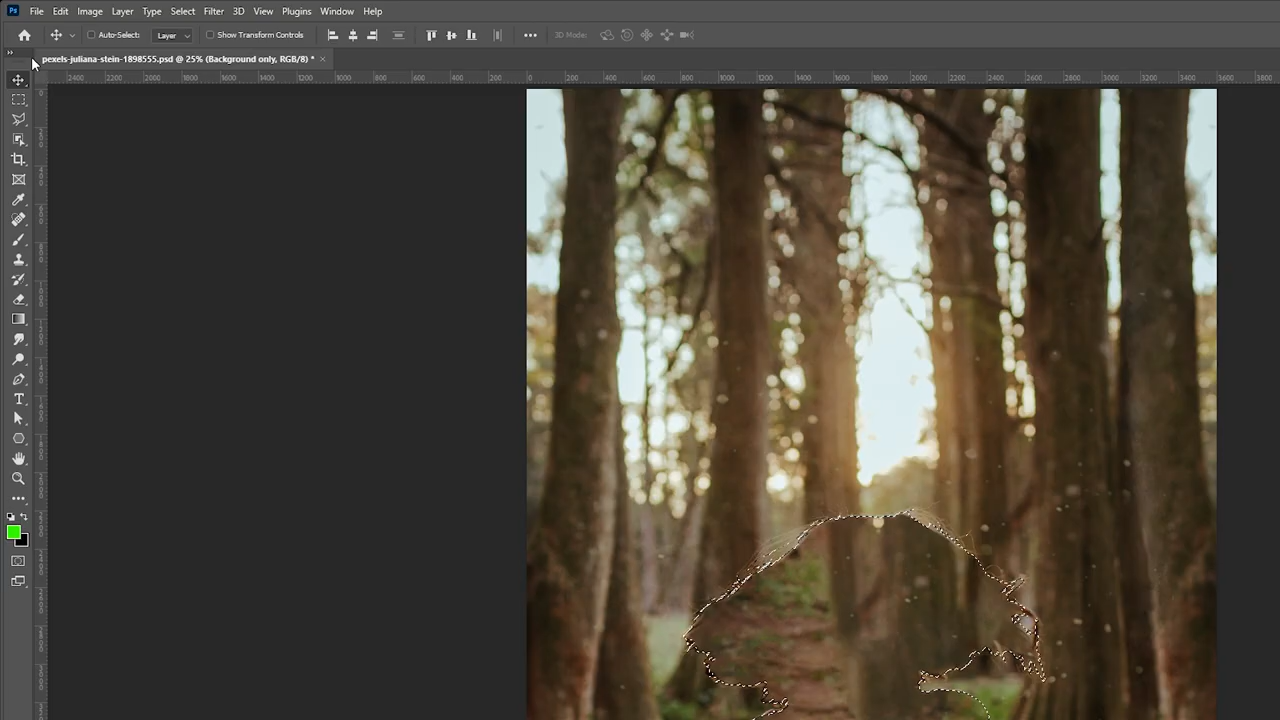 Ps File Edit Image Layer Type Select Filter 3D View Plugins Window Help
Auto-Select: Layer Show Transform Controls 3D Mode:
pexels-juliana-stein-1898555.psd @ 25% (Background only, RGB/8) * ×
2400 2200 2000 1800 1600 1400 1200 1000 800 600 400 200 0 200 400 600 800 1000 1200 1400 1600 1800 2000 2200 2400 2600 2800 3000 3200 3400 3600 3800